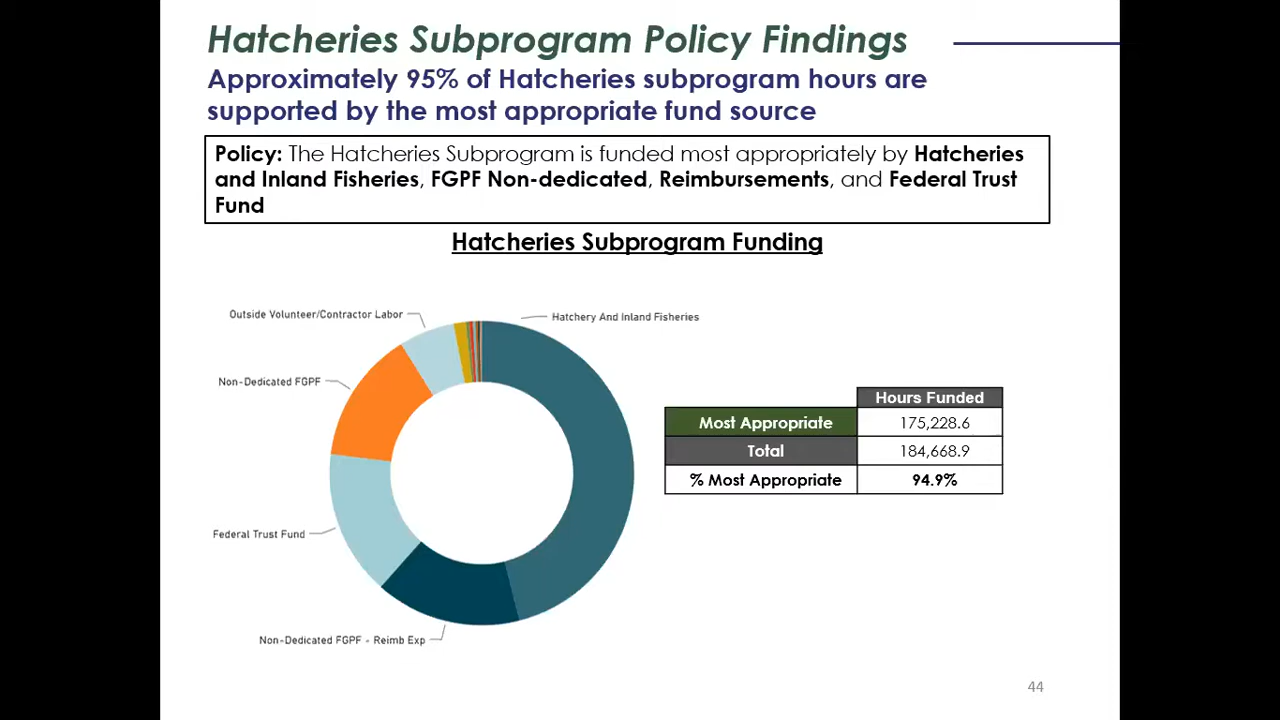 Hatcheries Subprogram Policy Findings
Approximately 95% of Hatcheries subprogram hours are
supported by the most appropriate fund source
Policy: The Hatcheries Subprogram is funded most appropriately by Hatcheries
and Inland Fisheries, FGPF Non-dedicated, Reimbursements, and Federal Trust
Fund
Hatcheries Subprogram Funding
Outside Volunteer/Contractor Labor
Hatchery And Inland Fisheries
Non-Dedicated FGPF
Federal Trust Fund
Non-Dedicated FGPF - Reimb Exp
Hours Funded
Most Appropriate 175,228.6
Total 184,668.9
% Most Appropriate 94.9%
44